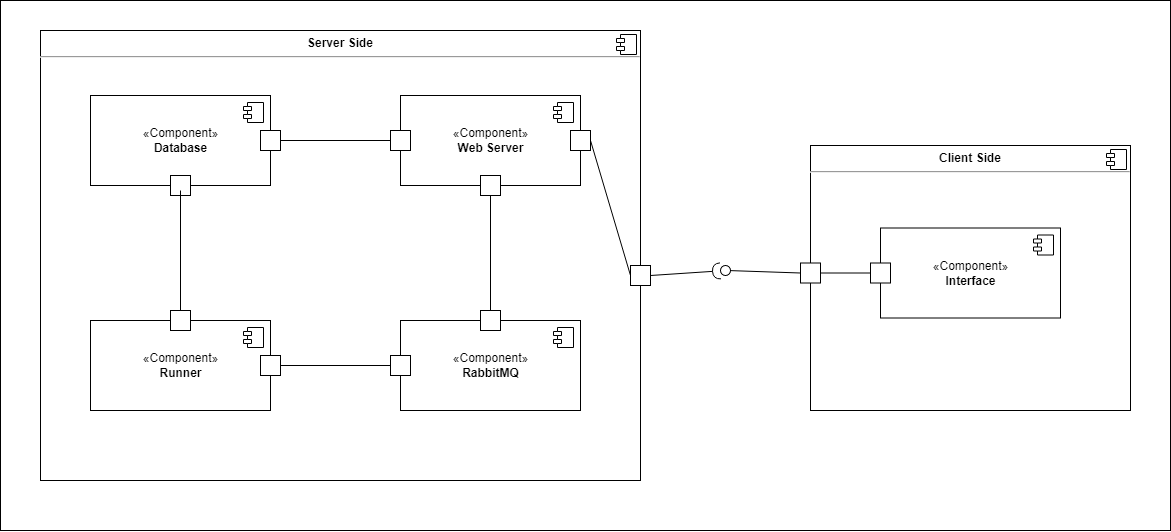 Server Side
«Component»
Database
«Component»
Web Server
«Component»
Runner
«Component»
RabbitMQ
Client Side
«Component»
Interface